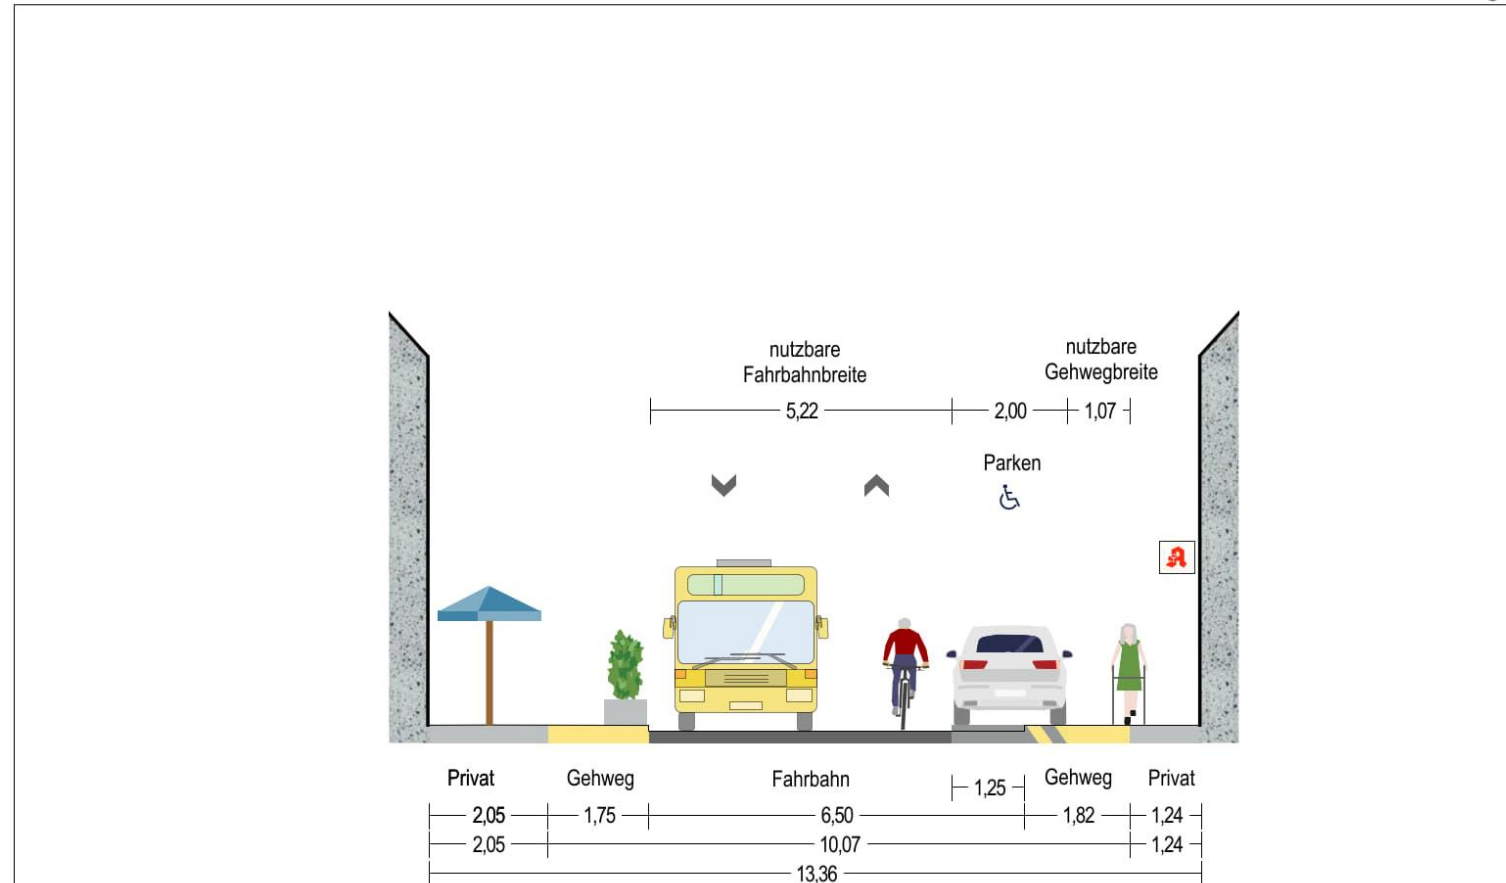 nutzbare
Fahrbahnbreite
nutzbare
Gehwegbreite
5,22
2,00
1,07
Parken
A
Privat
Gehweg
Fahrbahn
1,25
Gehweg
Privat
2,05
1,75
6,50
1,82
1,24
2,05
10,07
1,24
13,36